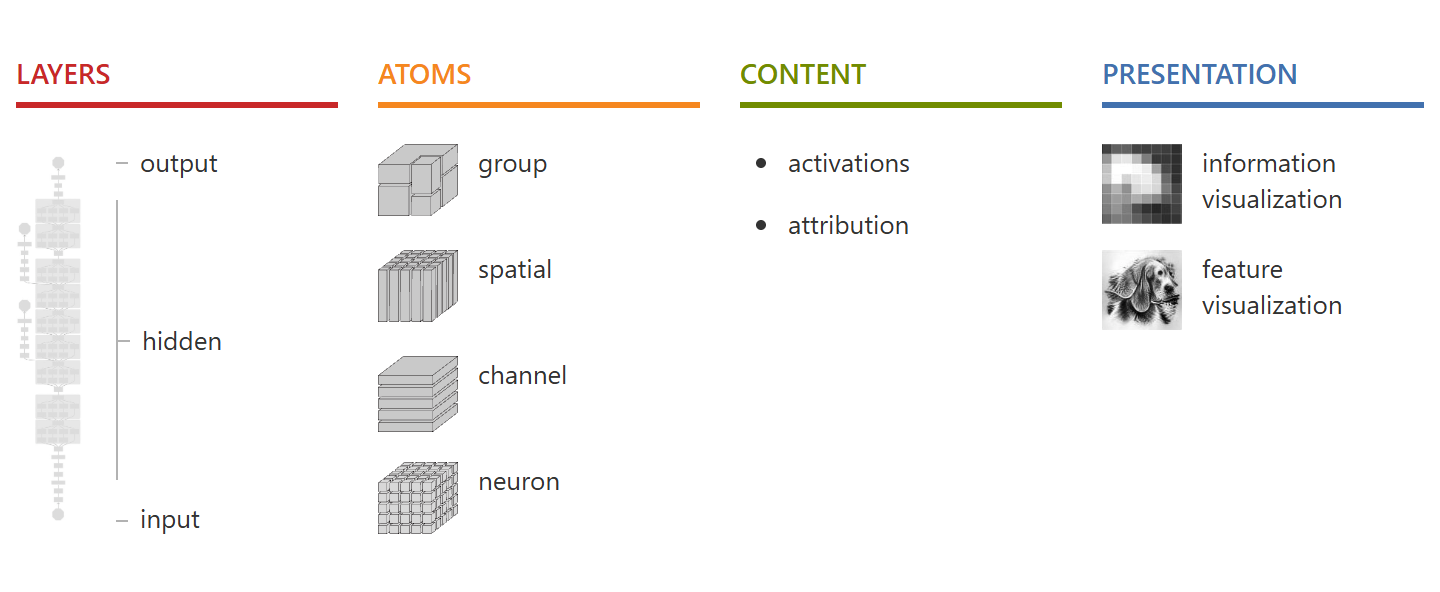 LAYERS
output
hidden
input
ATOMS
group
spatial
channel
neuron
CONTENT
activations
attribution
PRESENTATION
information
visualization
feature
visualization